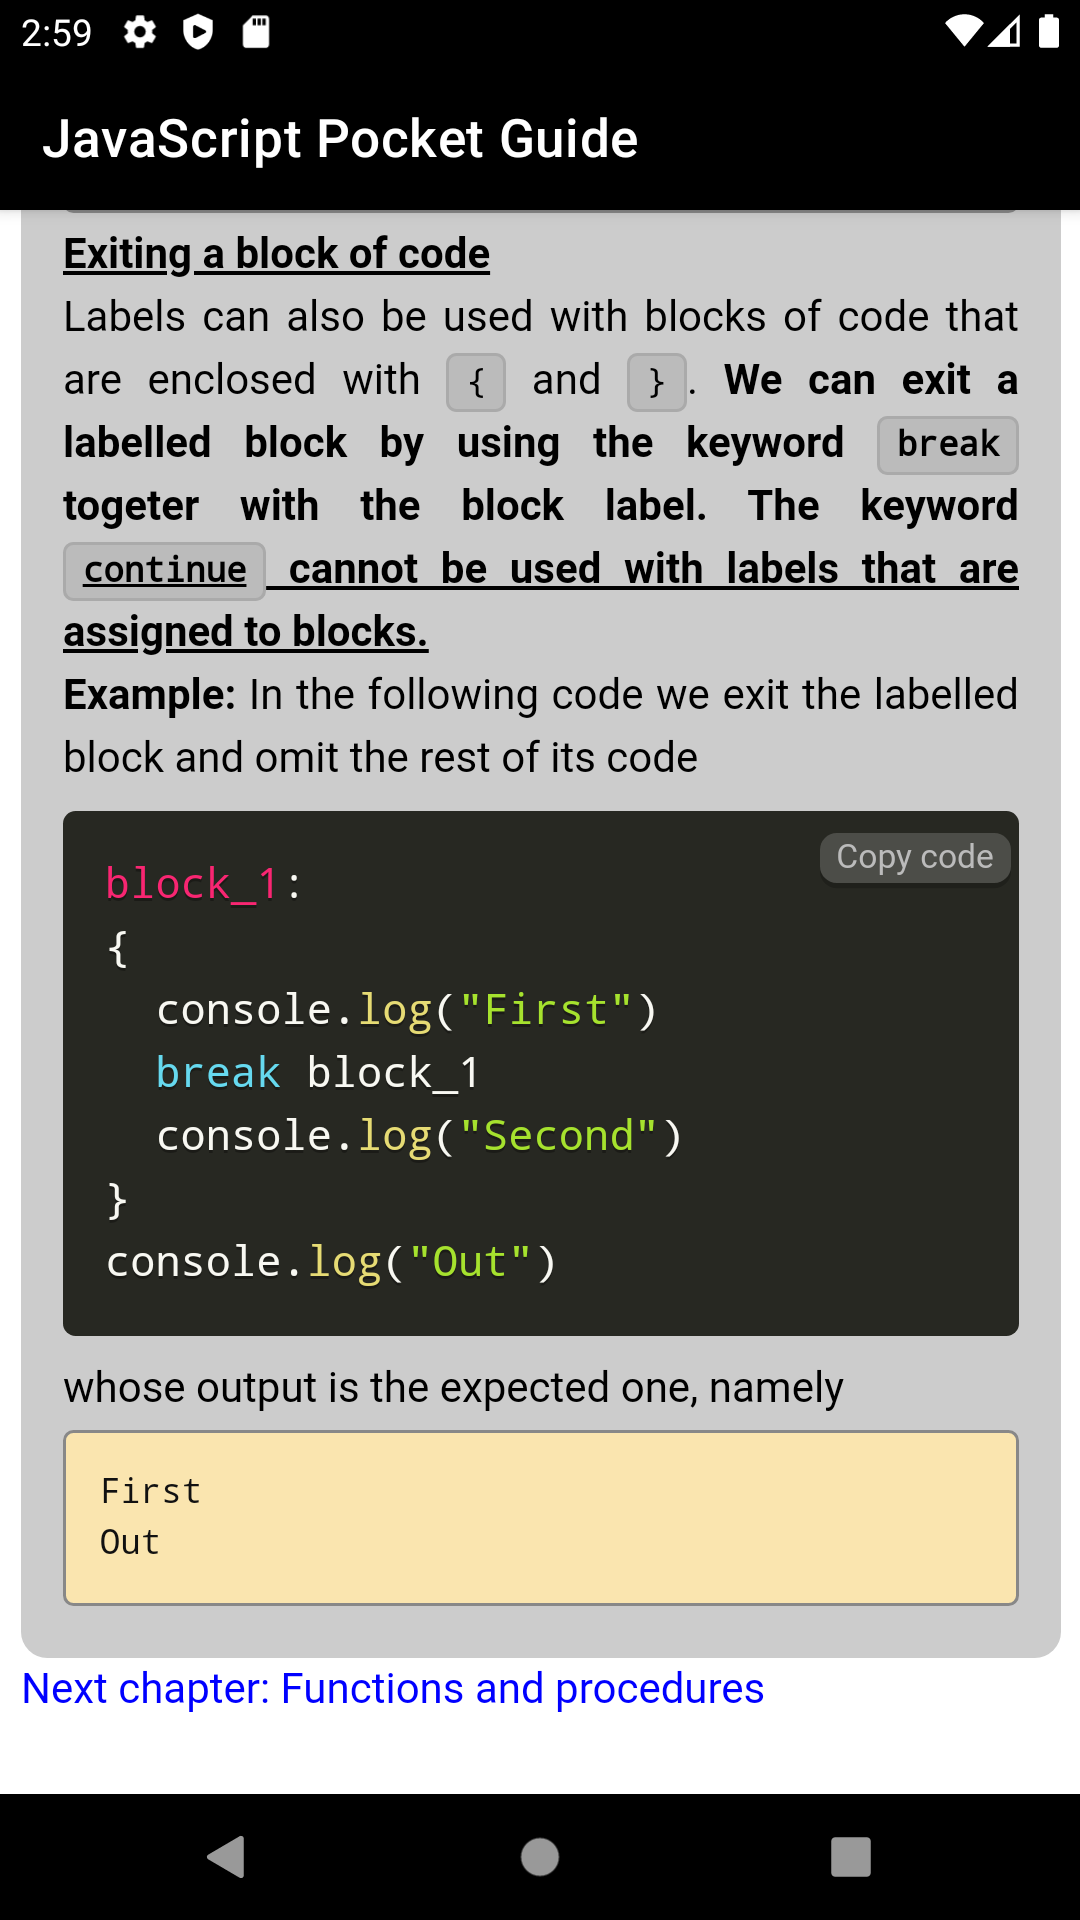 2:59
JavaScript Pocket Guide
Exiting a block of code
Labels can also be used with blocks of code that
are enclosed with { and }. We can exit a
labelled block by using the keyword break
togeter with the block label. The keyword
continue cannot be used with labels that are
assigned to blocks.
Example: In the following code we exit the labelled
block and omit the rest of its code
Copy code
block_1:
{
  console.log("First")
  break block_1
  console.log("Second")
}
console.log("Out")
whose output is the expected one, namely
First
Out
Next chapter: Functions and procedures